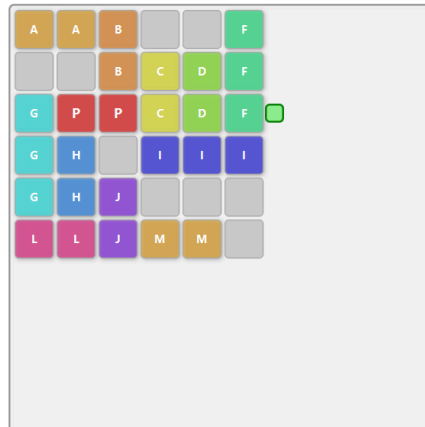 A A B F
B C D F
G P P C D F
G H I I I
G H J
L L J M M